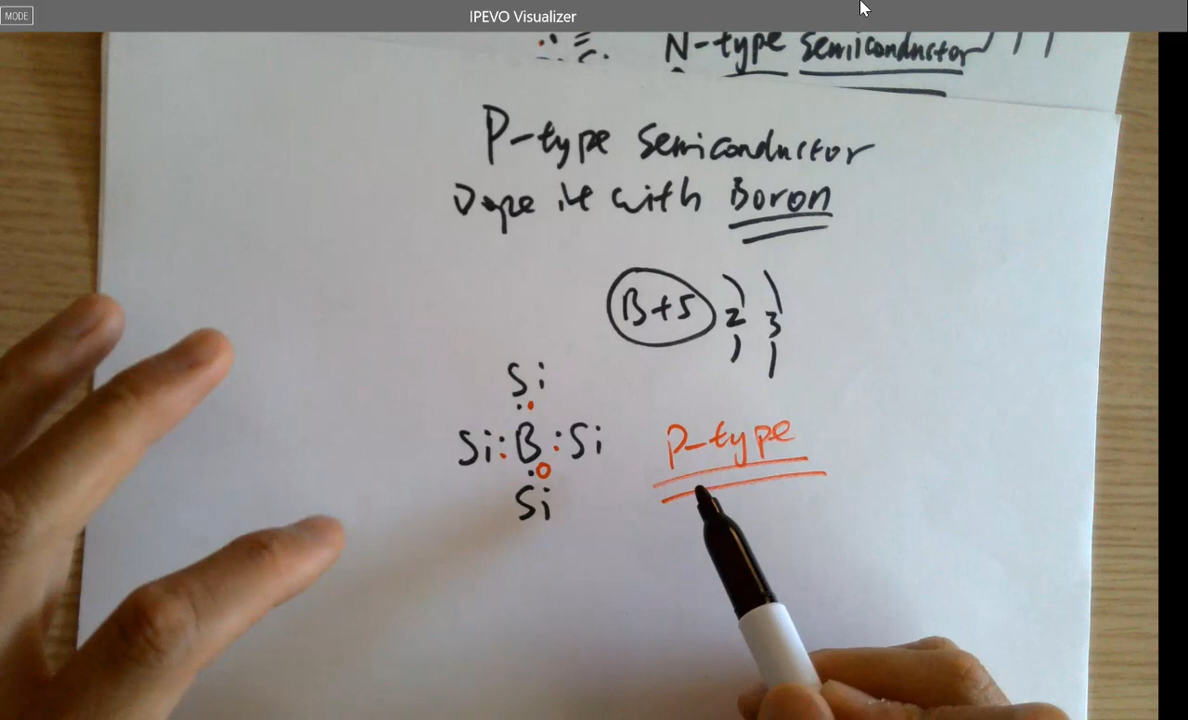 MODE
IPEVO Visualizer
N-type Semiconductor
P-type Semiconductor
Dope it with Boron
B+5 2 3
Si
Si:B:Si
Si
P-type